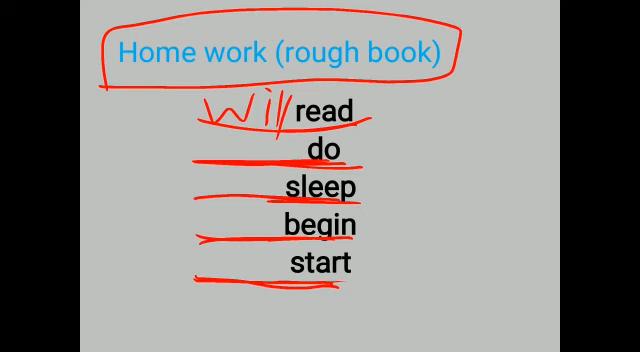 Home work (rough book)
Will read
do
sleep
begin
start